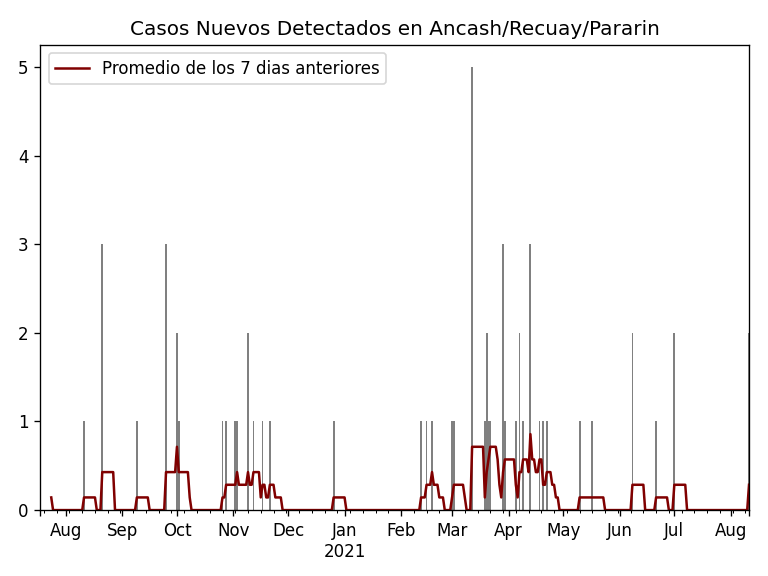 Casos Nuevos Detectados en Ancash/Recuay/Pararin
Promedio de los 7 dias anteriores
5
4
3
2
1
0
Aug Sep Oct Nov Dec Jan Feb Mar Apr May Jun Jul Aug
2021